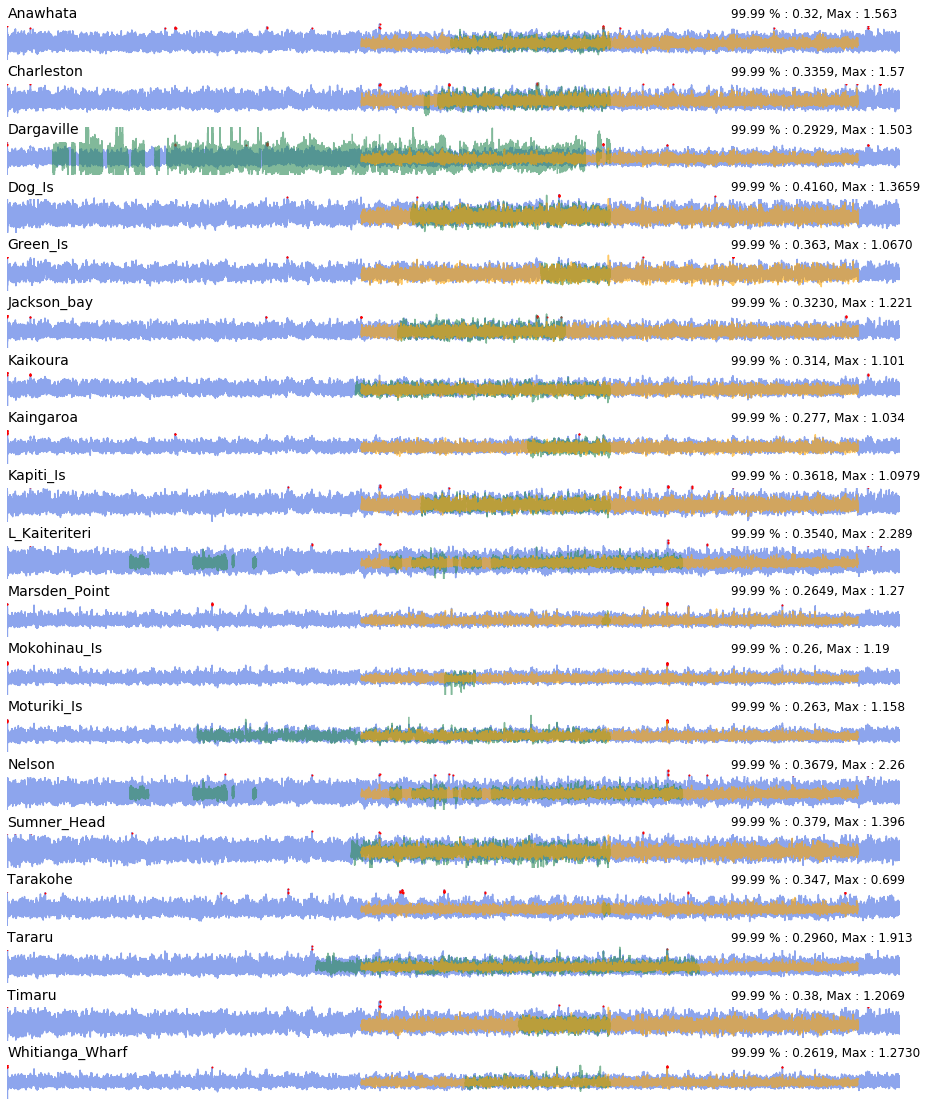 Anawhata 99.99 % : 0.32, Max : 1.563
Charleston 99.99 % : 0.3359, Max : 1.57
Dargaville 99.99 % : 0.2929, Max : 1.503
Dog_Is 99.99 % : 0.4160, Max : 1.3659
Green_Is 99.99 % : 0.363, Max : 1.0670
Jackson_bay 99.99 % : 0.3230, Max : 1.221
Kaikoura 99.99 % : 0.314, Max : 1.101
Kaingaroa 99.99 % : 0.277, Max : 1.034
Kapiti_Is 99.99 % : 0.3618, Max : 1.0979
L_Kaiteriteri 99.99 % : 0.3540, Max : 2.289
Marsden_Point 99.99 % : 0.2649, Max : 1.27
Mokohinau_Is 99.99 % : 0.26, Max : 1.19
Moturiki_Is 99.99 % : 0.263, Max : 1.158
Nelson 99.99 % : 0.3679, Max : 2.26
Sumner_Head 99.99 % : 0.379, Max : 1.396
Tarakohe 99.99 % : 0.347, Max : 0.699
Tararu 99.99 % : 0.2960, Max : 1.913
Timaru 99.99 % : 0.38, Max : 1.2069
Whitianga_Wharf 99.99 % : 0.2619, Max : 1.2730